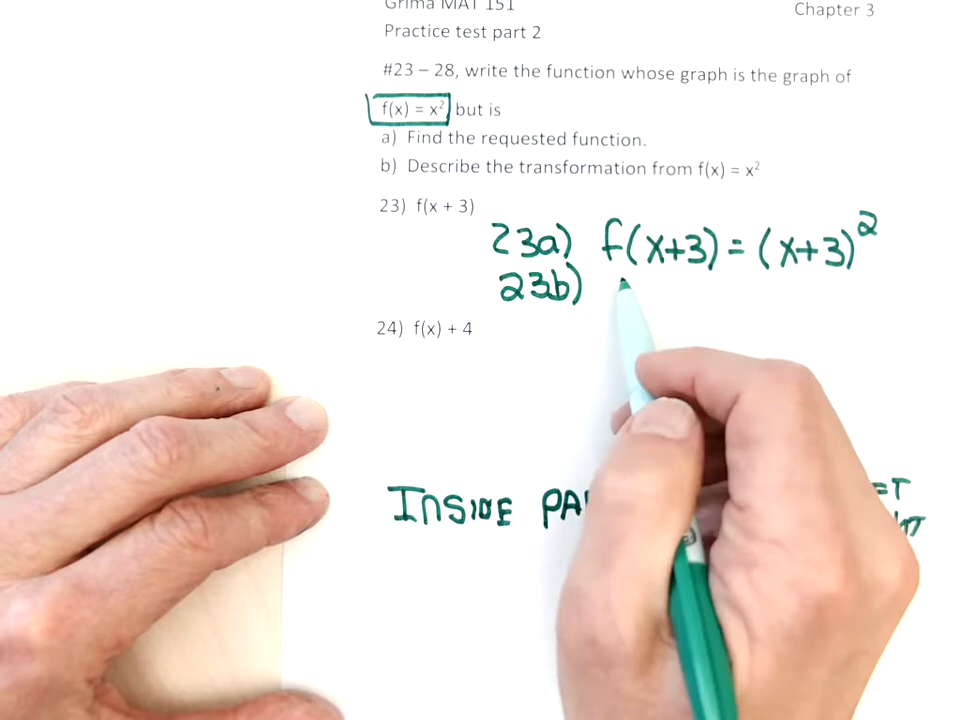 Grima MAT 151
Chapter 3
Practice test part 2
#23 – 28, write the function whose graph is the graph of
f(x) = x² but is
a) Find the requested function.
b) Describe the transformation from f(x) = x²
23) f(x + 3)
23a) f(x+3) = (x+3)²
23b)
24) f(x) + 4
INSIDE